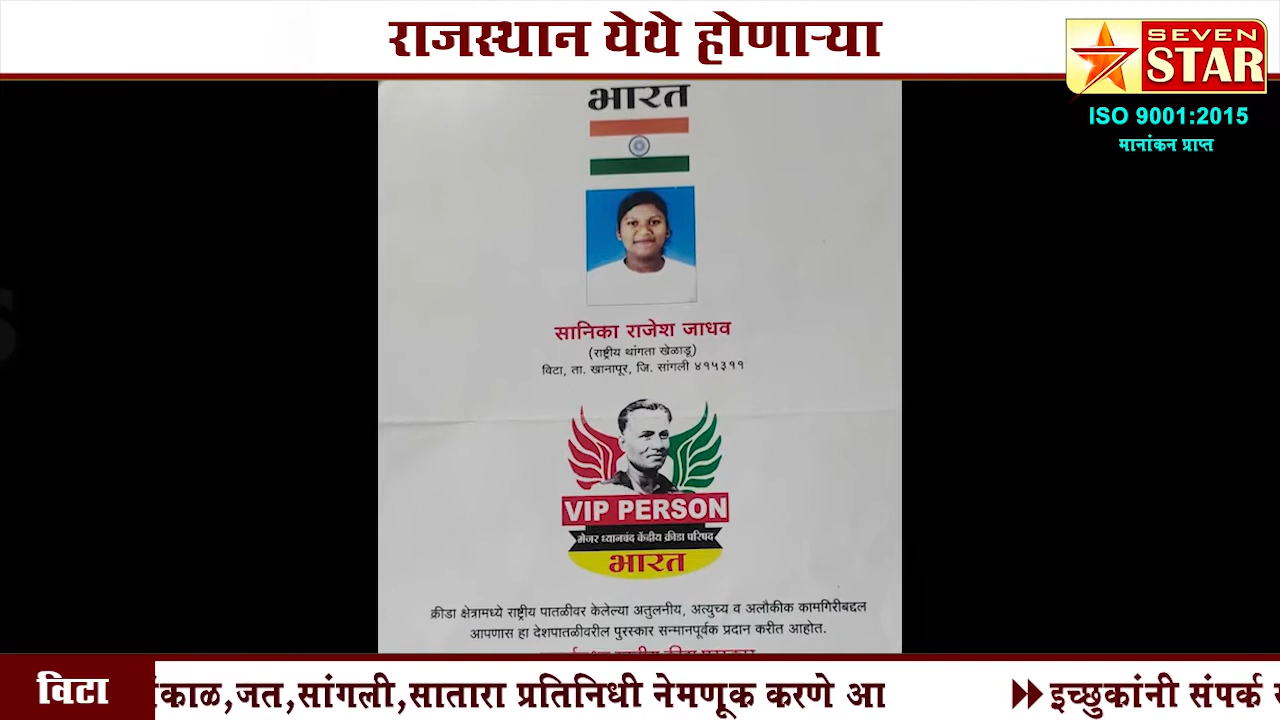 राजस्थान येथे होणाऱ्या
SEVEN
STAR
ISO 9001:2015
मानांकन प्राप्त
भारत
सानिका राजेश जाधव
(राष्ट्रीय थांगता खेळाडू)
विटा, ता. खानापूर, जि. सांगली ४१५३११
VIP PERSON
मेजर ध्यानचंद केंद्रीय क्रीडा परिषद
भारत
क्रीडा क्षेत्रामध्ये राष्ट्रीय पातळीवर केलेल्या अतुलनीय, अत्युच्य व अलौकीक कामगिरीबद्दल
आपणास हा देशपातळीवरील पुरस्कार सन्मानपूर्वक प्रदान करीत आहोत.
विटा
,जत,सांगली,सातारा प्रतिनिधी नेमणूक करणे आ
इच्छुकांनी संपर्क